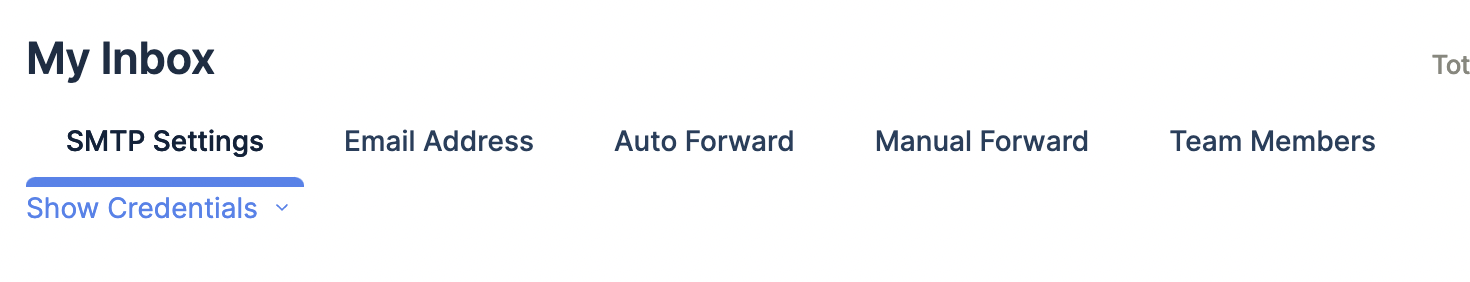 My Inbox
Tot
SMTP Settings Email Address Auto Forward Manual Forward Team Members
Show Credentials